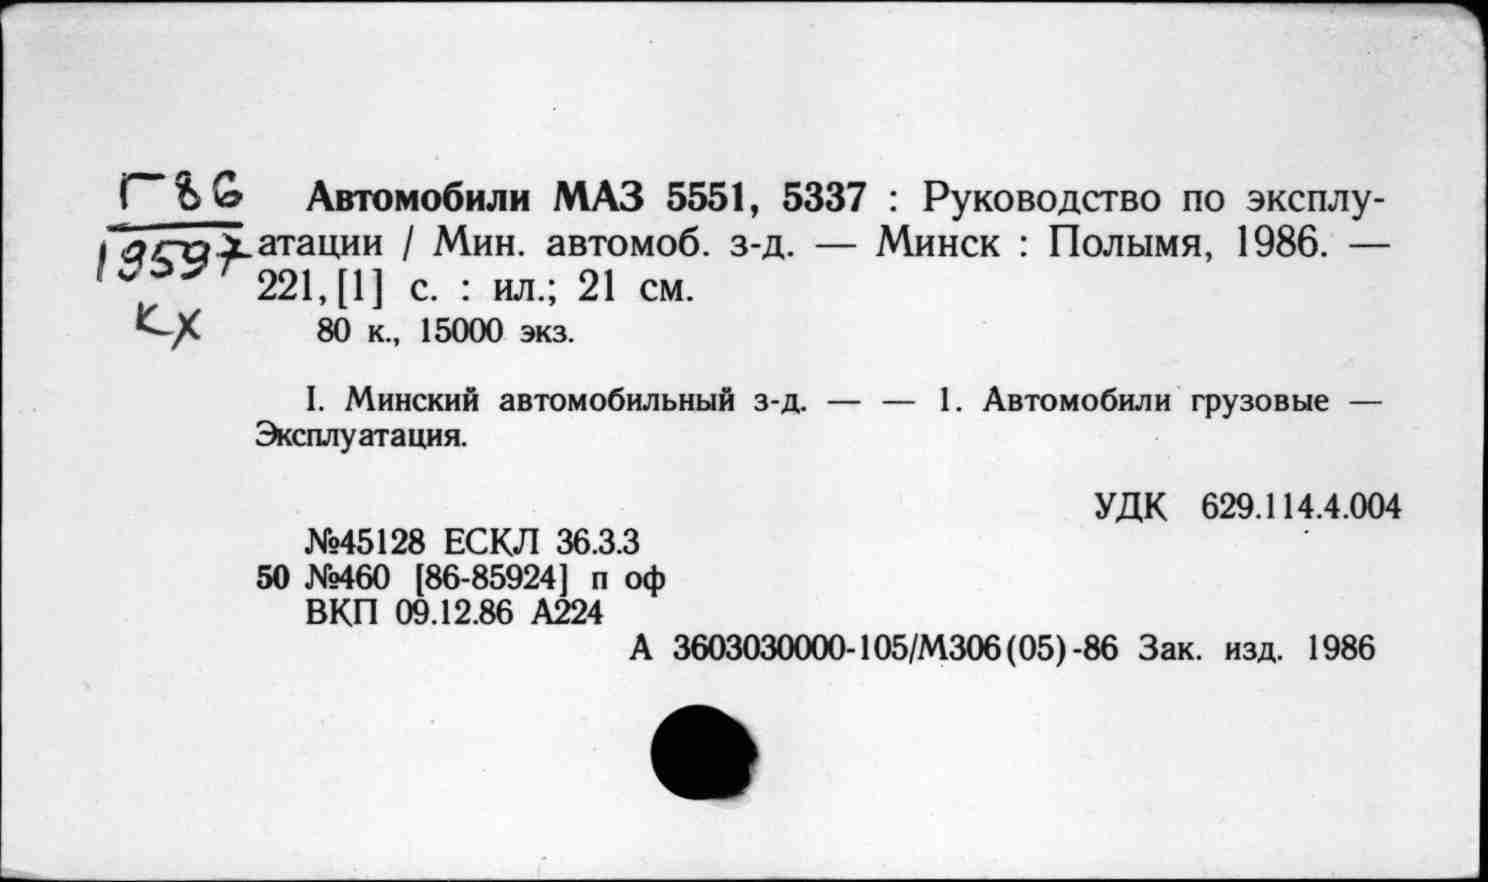 Г86 Автомобили МАЗ 5551, 5337 : Руководство по эксплу-
13597 атации / Мин. автомоб. з-д. — Минск : Полымя, 1986. —
221, [1] с. : ил.; 21 см.
кх 80 к., 15000 экз.
I. Минский автомобильный з-д. — — 1. Автомобили грузовые —
Эксплуатация.
УДК 629.114.4.004
№45128 ЕСКЛ 36.3.3
50 №460 [86-85924] п оф
ВКП 09.12.86 А224
А 3603030000-105/М306(05)-86 Зак. изд. 1986